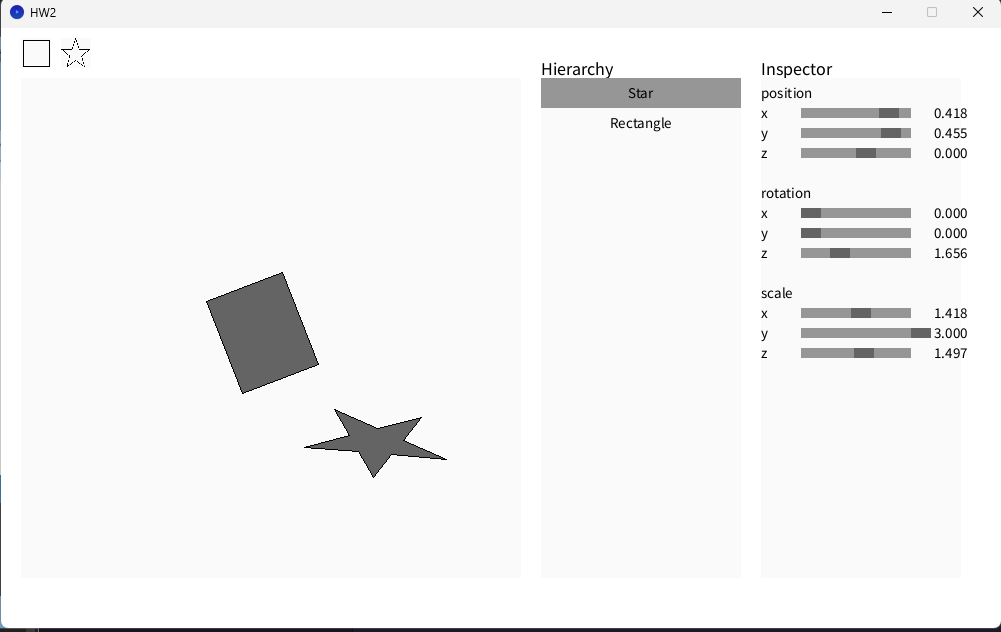 HW2
Hierarchy
Star
Rectangle
Inspector
position
x 0.418
y 0.455
z 0.000
rotation
x 0.000
y 0.000
z 1.656
scale
x 1.418
y 3.000
z 1.497